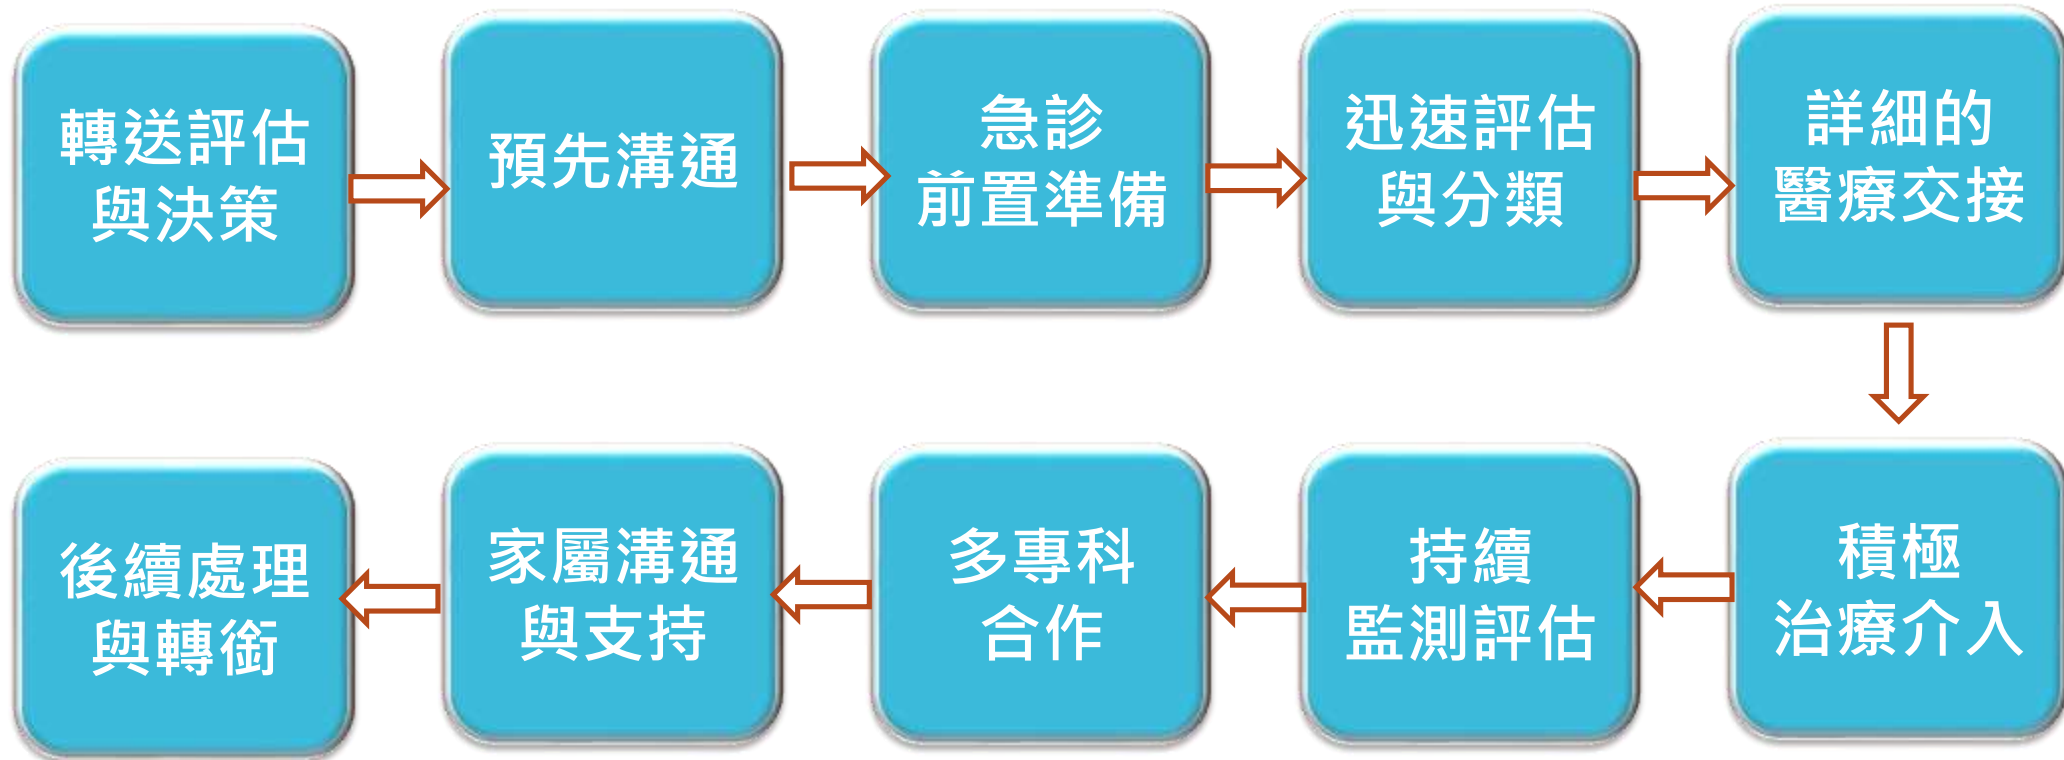 轉送評估
與決策
預先溝通
急診
前置準備
迅速評估
與分類
詳細的
醫療交接
積極
治療介入
持續
監測評估
多專科
合作
家屬溝通
與支持
後續處理
與轉銜